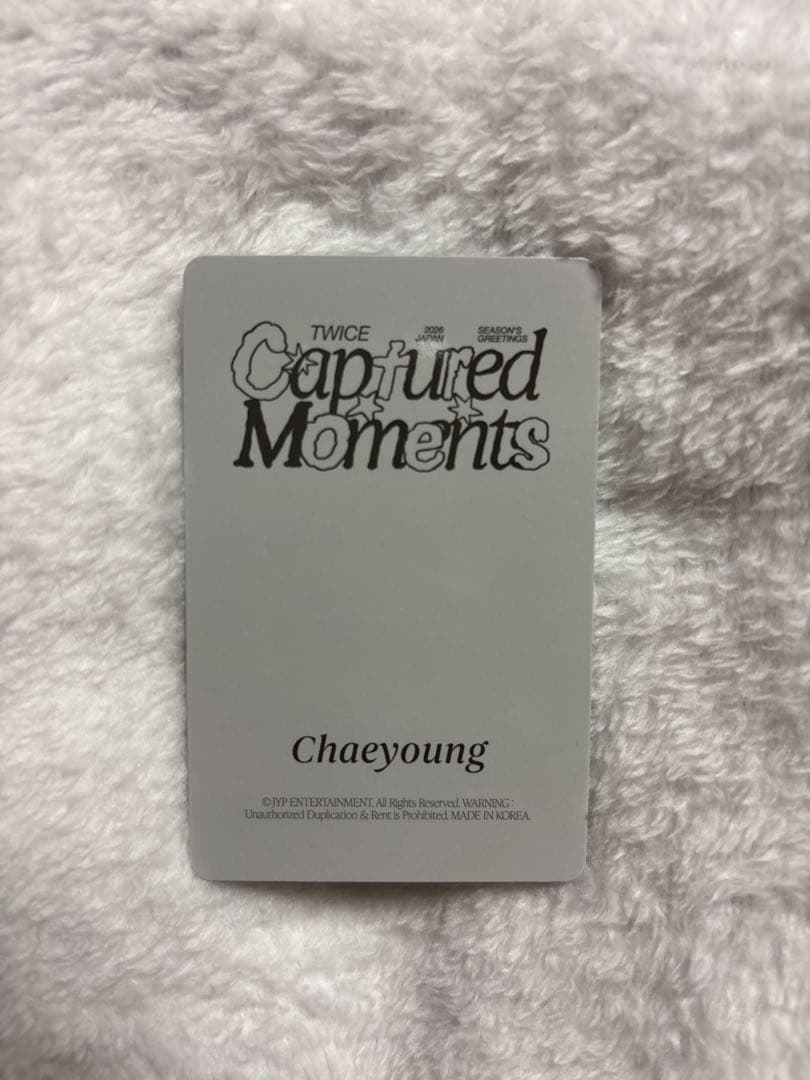 TWICE 2026 JAPAN SEASON'S GREETINGS
Captured
Moments
Chaeyoung
©JYP ENTERTAINMENT. All Rights Reserved. WARNING :
Unauthorized Duplication & Rent is Prohibited. MADE IN KOREA.